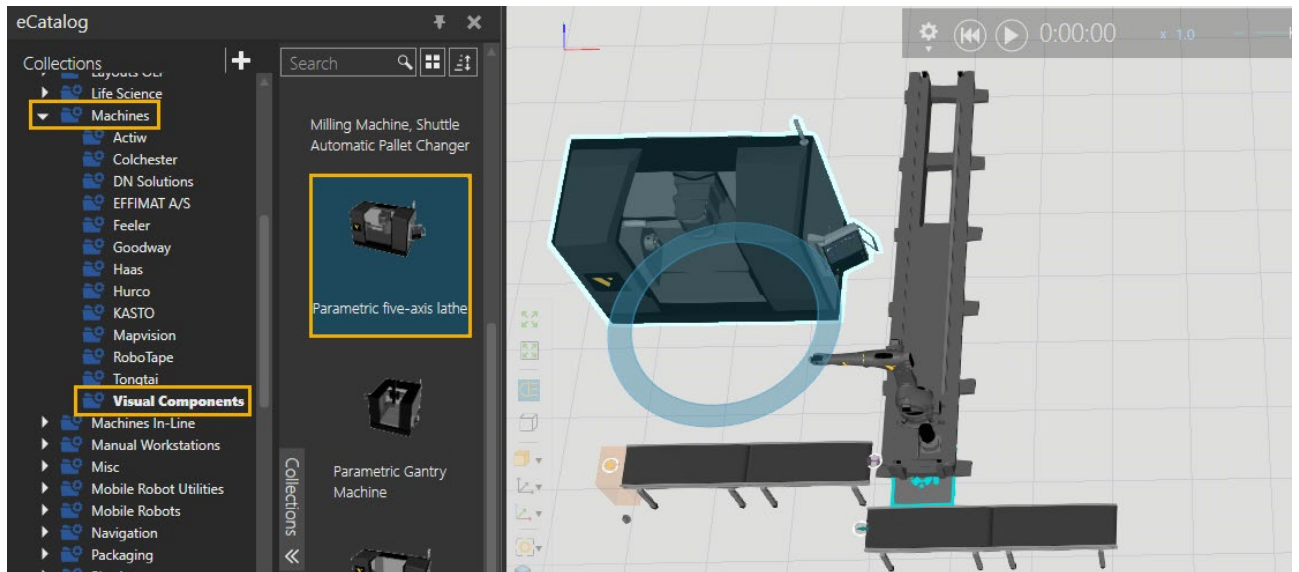 eCatalog
Collections
Layouts OLP
Life Science
Machines
Actiw
Colchester
DN Solutions
EFFIMAT A/S
Feeler
Goodway
Haas
Hurco
KASTO
Mapvision
RoboTape
Tongtai
Visual Components
Machines In-Line
Manual Workstations
Misc
Mobile Robot Utilities
Mobile Robots
Navigation
Packaging
Search
Milling Machine, Shuttle
Automatic Pallet Changer
Parametric five-axis lathe
Parametric Gantry
Machine
Collections
0:00:00
x 1.0